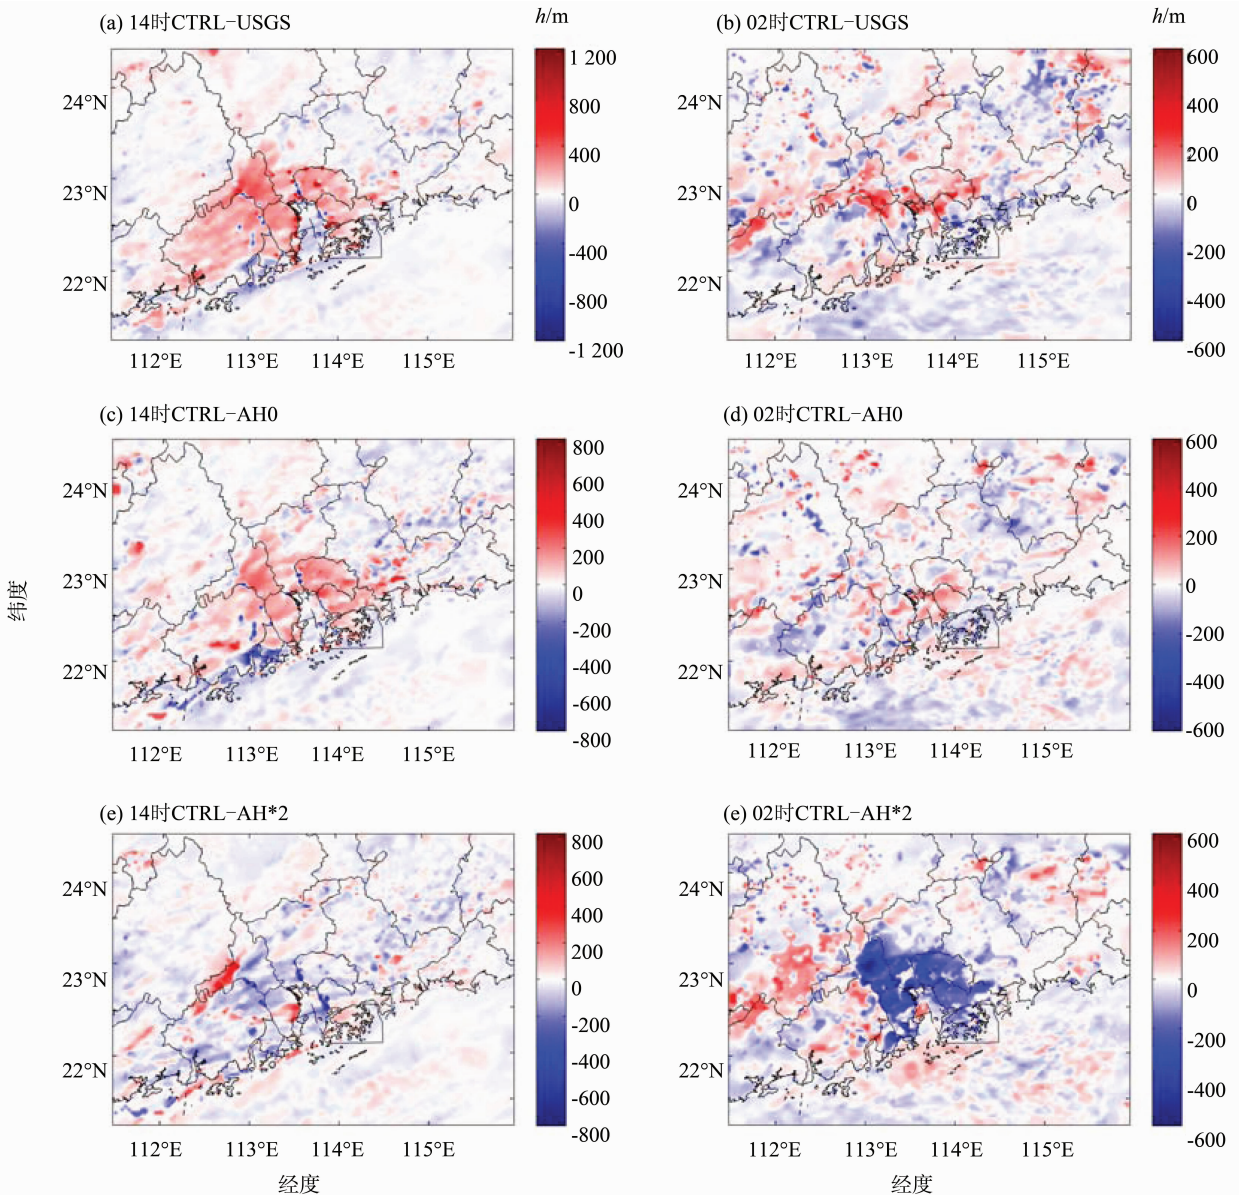 (a) 14时CTRL-USGS
h/m
24°N
23°N
22°N
112°E 113°E 114°E 115°E
1 200
800
400
0
-400
-800
-1 200
(b) 02时CTRL-USGS
h/m
24°N
23°N
22°N
112°E 113°E 114°E 115°E
600
400
200
0
-200
-400
-600
(c) 14时CTRL-AH0
24°N
23°N
22°N
112°E 113°E 114°E 115°E
800
600
400
200
0
-200
-400
-600
-800
(d) 02时CTRL-AH0
24°N
23°N
22°N
112°E 113°E 114°E 115°E
600
400
200
0
-200
-400
-600
纬度
(e) 14时CTRL-AH*2
24°N
23°N
22°N
112°E 113°E 114°E 115°E
800
600
400
200
0
-200
-400
-600
-800
经度
(e) 02时CTRL-AH*2
24°N
23°N
22°N
112°E 113°E 114°E 115°E
600
400
200
0
-200
-400
-600
经度